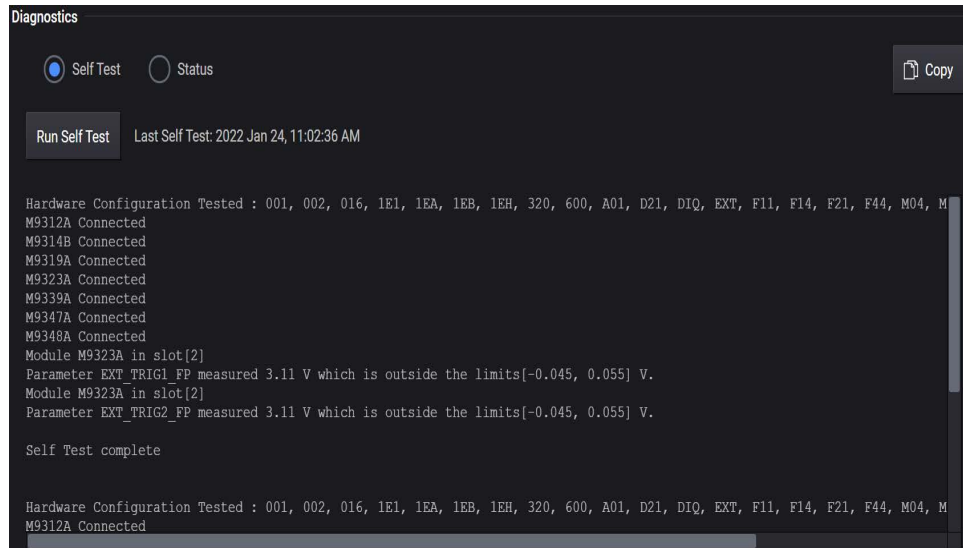 Diagnostics
Self Test Status
Copy
Run Self Test Last Self Test: 2022 Jan 24, 11:02:36 AM
Hardware Configuration Tested : 001, 002, 016, 1E1, 1EA, 1EB, 1EH, 320, 600, A01, D21, DIQ, EXT, F11, F14, F21, F44, M04, M
M9312A Connected
M9314B Connected
M9319A Connected
M9323A Connected
M9339A Connected
M9347A Connected
M9348A Connected
Module M9323A in slot[2]
Parameter EXT_TRIG1_FP measured 3.11 V which is outside the limits[-0.045, 0.055] V.
Module M9323A in slot[2]
Parameter EXT_TRIG2_FP measured 3.11 V which is outside the limits[-0.045, 0.055] V.
Self Test complete
Hardware Configuration Tested : 001, 002, 016, 1E1, 1EA, 1EB, 1EH, 320, 600, A01, D21, DIQ, EXT, F11, F14, F21, F44, M04, M
M9312A Connected